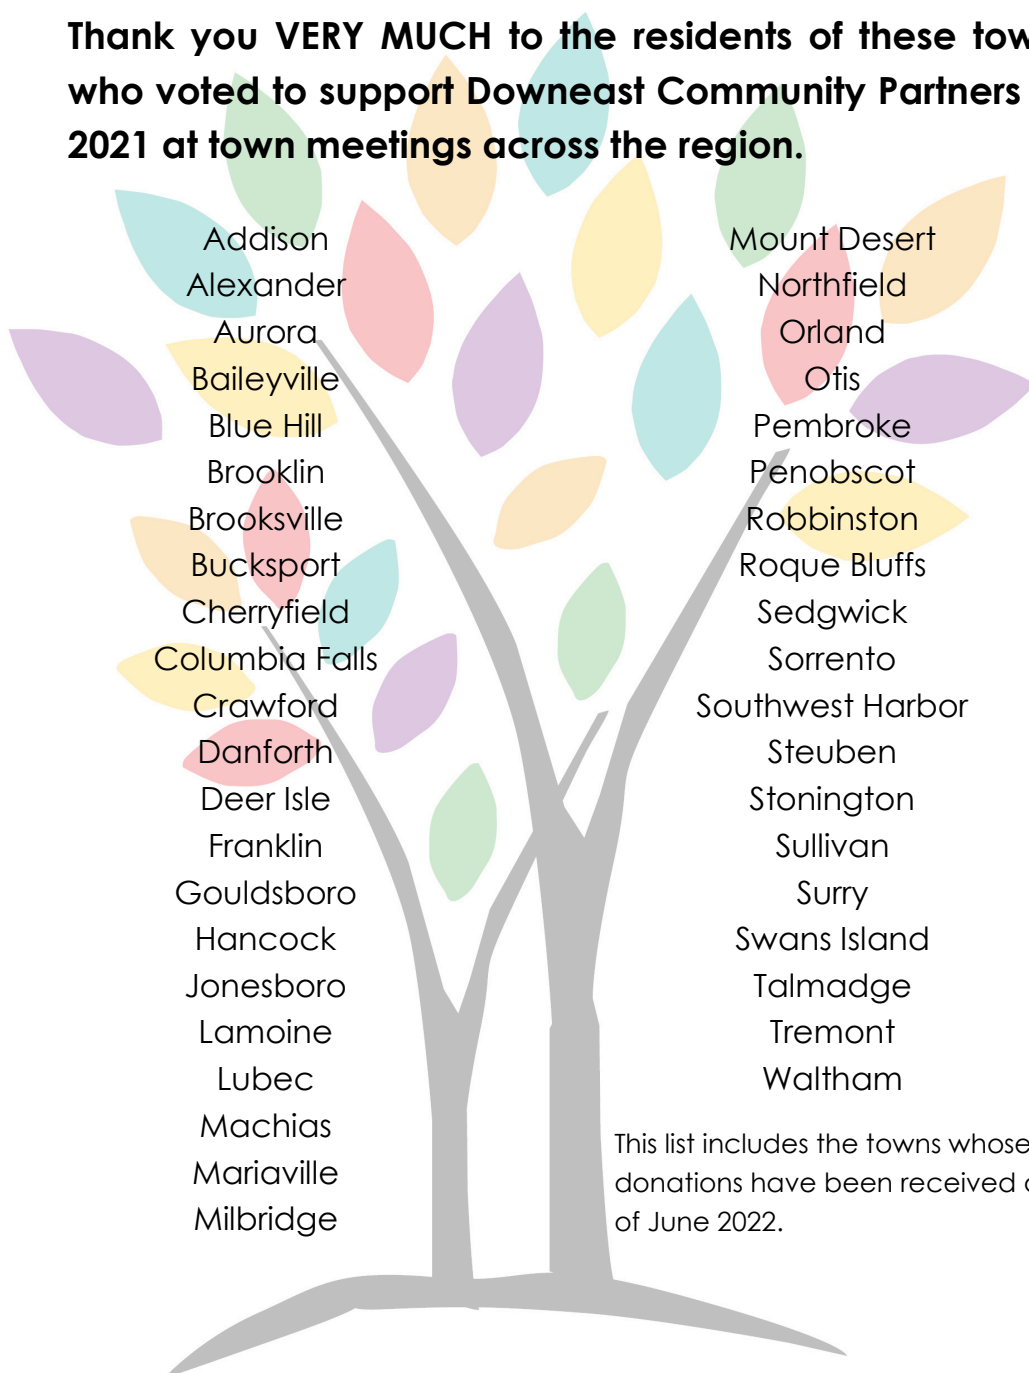 Thank you VERY MUCH to the residents of these
who voted to support Downeast Community Partners
2021 at town meetings across the region.
Addison
Alexander
Aurora
Baileyville
Blue Hill
Brooklin
Brooksville
Bucksport
Cherryfield
Columbia Falls
Crawford
Danforth
Deer Isle
Franklin
Gouldsboro
Hancock
Jonesboro
Lamoine
Lubec
Machias
Mariaville
Milbridge
Mount Desert
Northfield
Orland
Otis
Pembroke
Penobscot
Robbinston
Roque Bluffs
Sedgwick
Sorrento
Southwest Harbor
Steuben
Stonington
Sullivan
Surry
Swans Island
Talmadge
Tremont
Waltham
This list includes the towns whose
donations have been received
of June 2022.